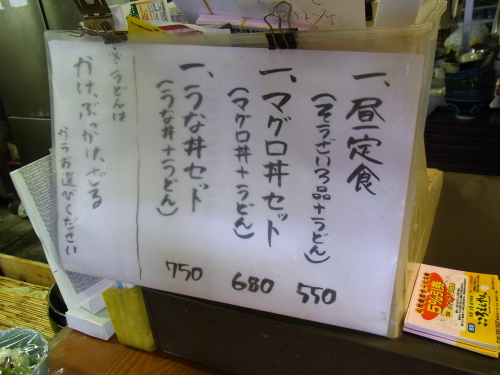 一、昼定食
(そうざい3品+うどん)
550
一、マグロ丼セット
(マグロ丼+うどん)
680
一、うな丼セット
(うな丼+うどん)
750
※うどんは
かけ、ぶっかけ、ざる
からお選びください